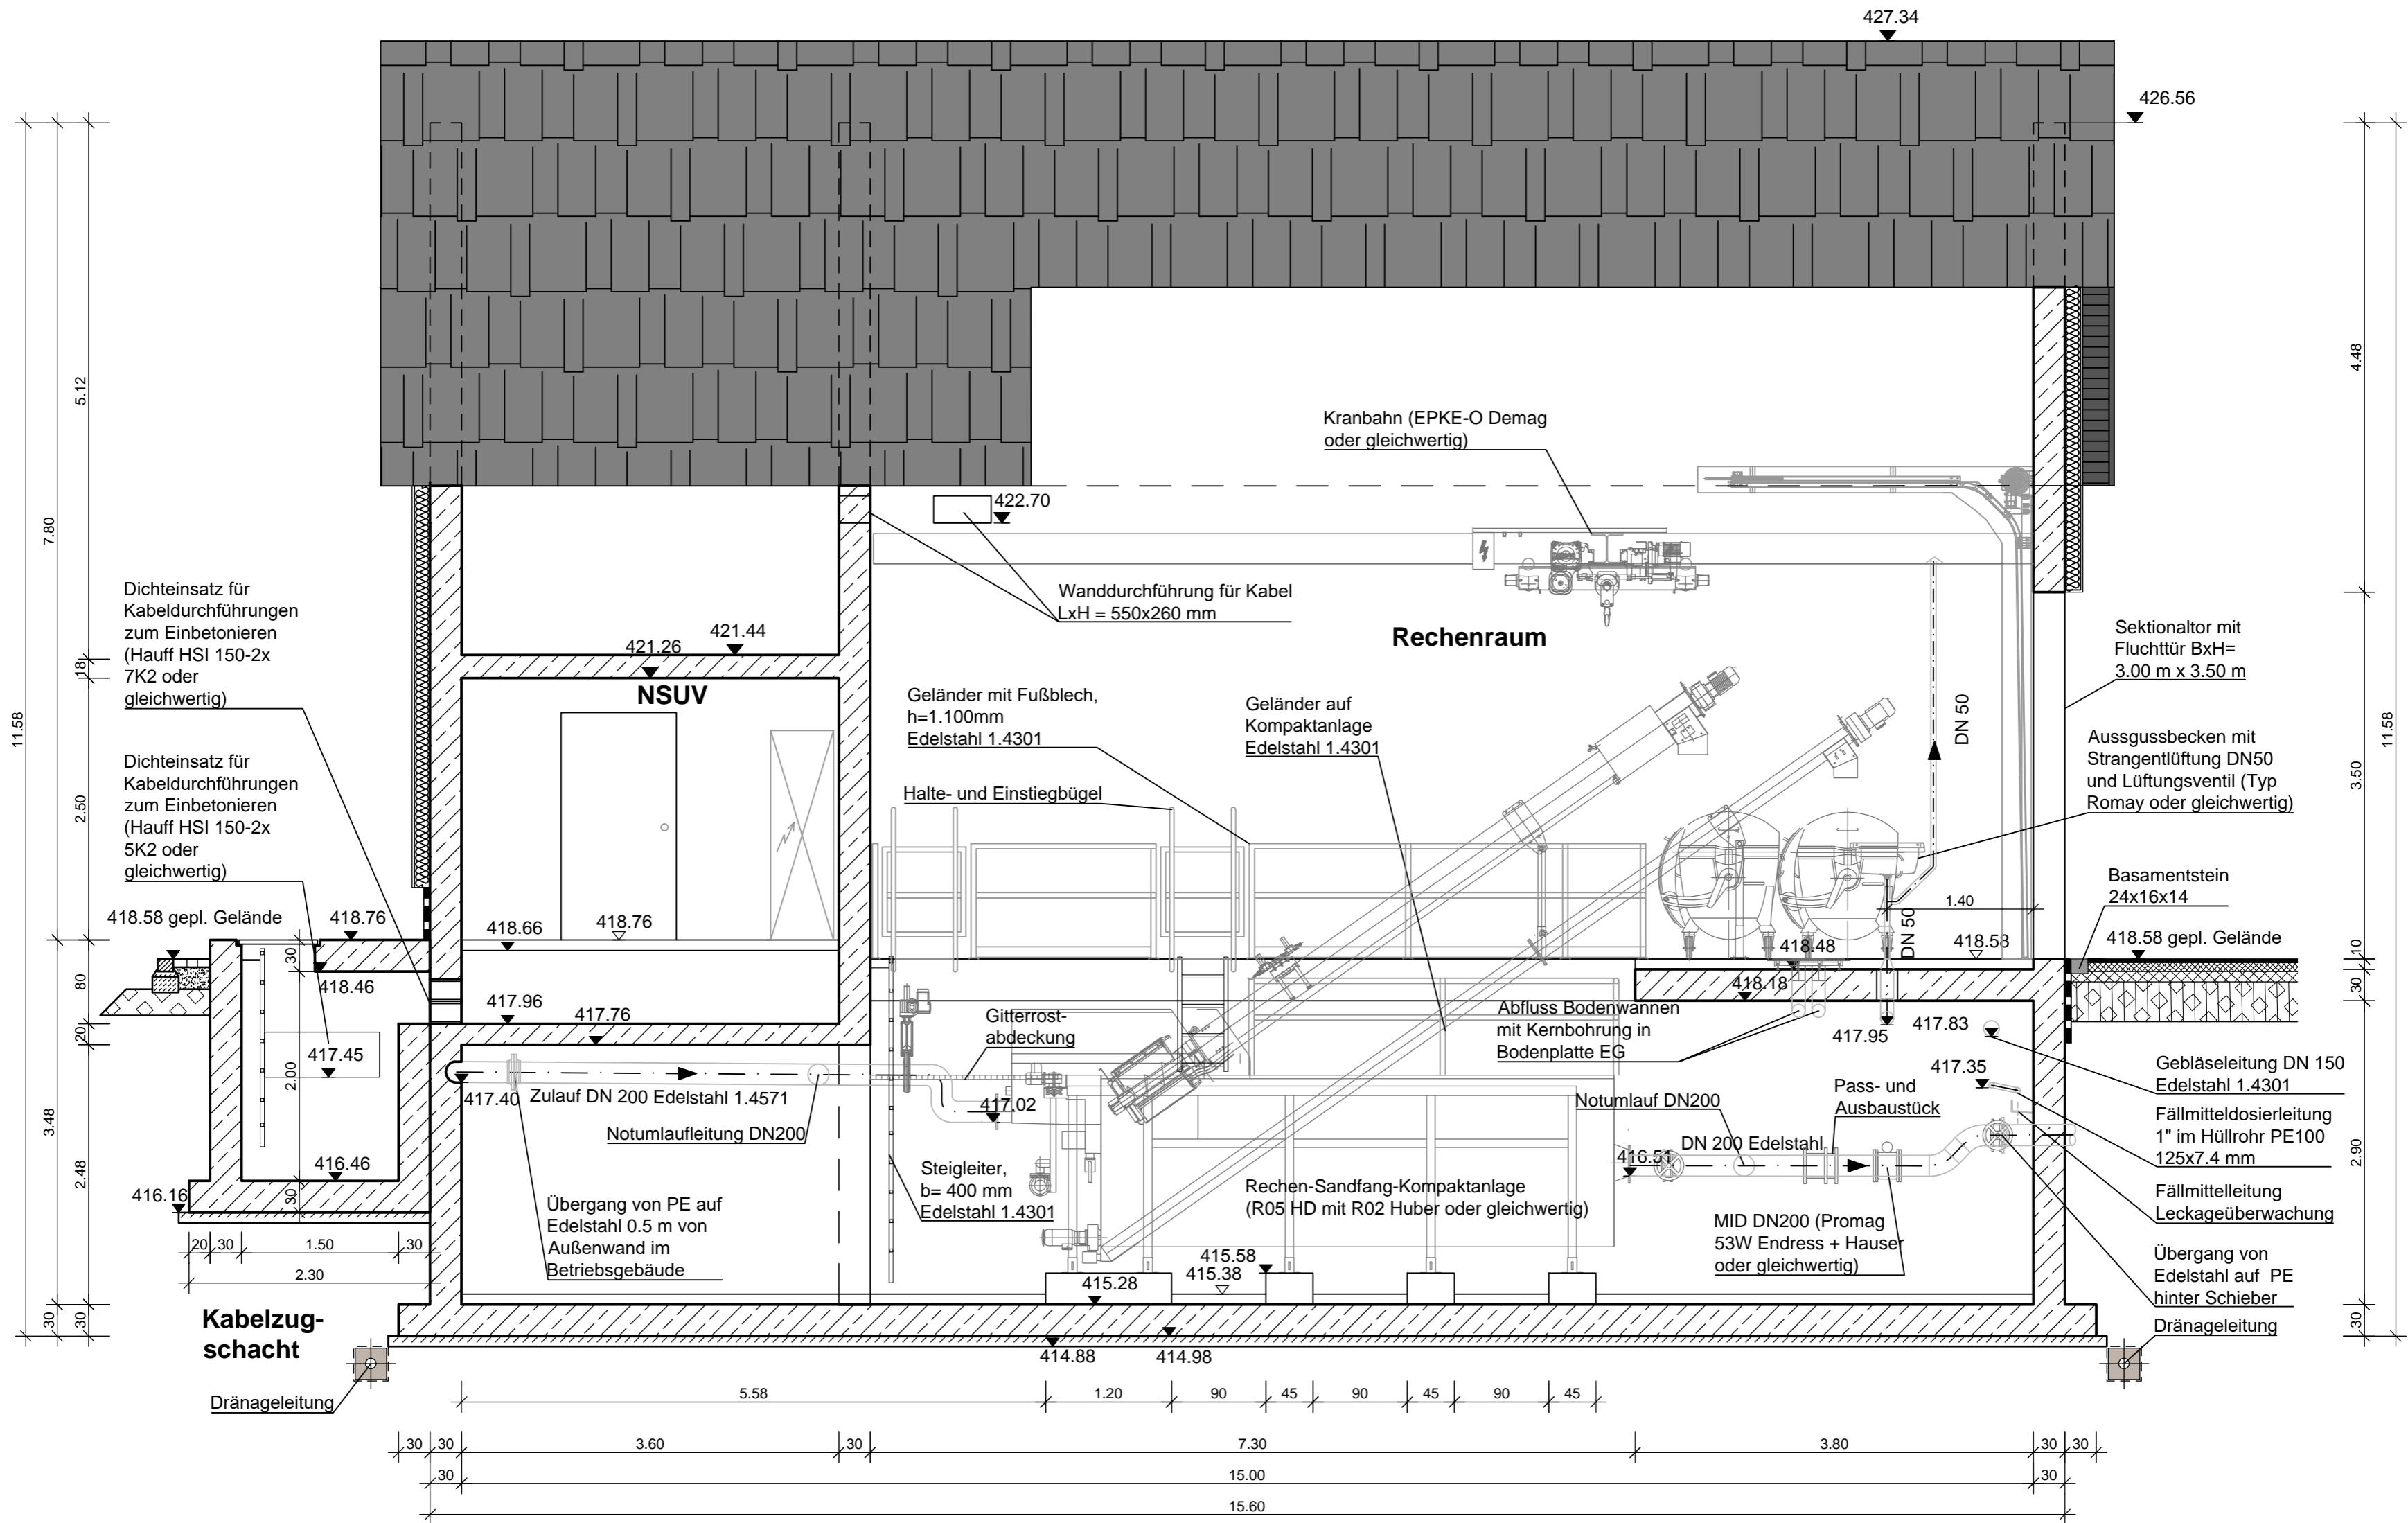 427.34
426.56
5.12
7.80
11.58
18
2.50
80
20
3.48
2.48
30
30
4.48
11.58
3.50
10
30
2.90
30
Kranbahn (EPKE-O Demag
oder gleichwertig)
422.70
Wanddurchführung für Kabel
LxH = 550x260 mm
Rechenraum
421.26
421.44
NSUV
Dichteinsatz für
Kabeldurchführungen
zum Einbetonieren
(Hauff HSI 150-2x
7K2 oder
gleichwertig)
Dichteinsatz für
Kabeldurchführungen
zum Einbetonieren
(Hauff HSI 150-2x
5K2 oder
gleichwertig)
Geländer mit Fußblech,
h=1.100mm
Edelstahl 1.4301
Geländer auf
Kompaktanlage
Edelstahl 1.4301
Halte- und Einstiegbügel
DN 50
Sektionaltor mit
Fluchttür BxH=
3.00 m x 3.50 m
Aussgussbecken mit
Strangentlüftung DN50
und Lüftungsventil (Typ
Romay oder gleichwertig)
Basamentstein
24x16x14
418.58 gepl. Gelände
418.58 gepl. Gelände
418.76
418.66
418.76
1.40
DN 50
418.48
418.58
418.18
30
418.46
417.96
417.76
417.45
2.00
Gitterrost-
abdeckung
Abfluss Bodenwannen
mit Kernbohrung in
Bodenplatte EG
417.95
417.83
417.35
Gebläseleitung DN 150
Edelstahl 1.4301
Fällmitteldosierleitung
1" im Hüllrohr PE100
125x7.4 mm
Fällmittelleitung
Leckageüberwachung
Übergang von
Edelstahl auf PE
hinter Schieber
Dränageleitung
417.40
Zulauf DN 200 Edelstahl 1.4571
417.02
Notumlaufleitung DN200
Notumlauf DN200
Pass- und
Ausbaustück
DN 200 Edelstahl
416.51
416.46
416.16
30
Übergang von PE auf
Edelstahl 0.5 m von
Außenwand im
Betriebsgebäude
Steigleiter,
b= 400 mm
Edelstahl 1.4301
Rechen-Sandfang-Kompaktanlage
(R05 HD mit R02 Huber oder gleichwertig)
MID DN200 (Promag
53W Endress + Hauser
oder gleichwertig)
20
30
1.50
30
2.30
415.58
415.38
415.28
Kabelzug-
schacht
414.88
414.98
Dränageleitung
5.58
1.20
90
45
90
45
90
45
30
30
3.60
30
7.30
3.80
30
30
30
15.00
30
15.60